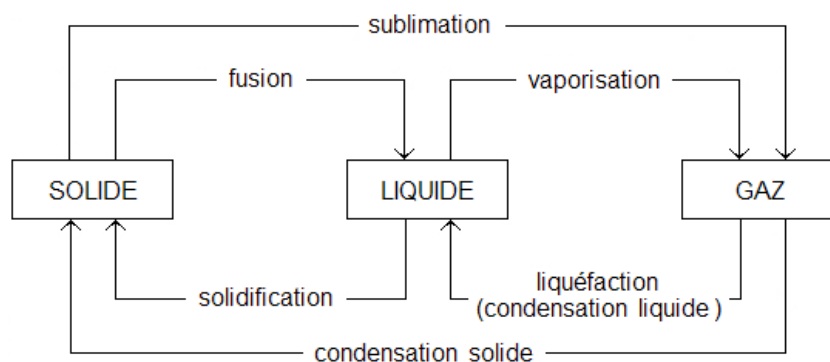 sublimation
fusion
vaporisation
SOLIDE
LIQUIDE
GAZ
solidification
liquéfaction
(condensation liquide)
condensation solide